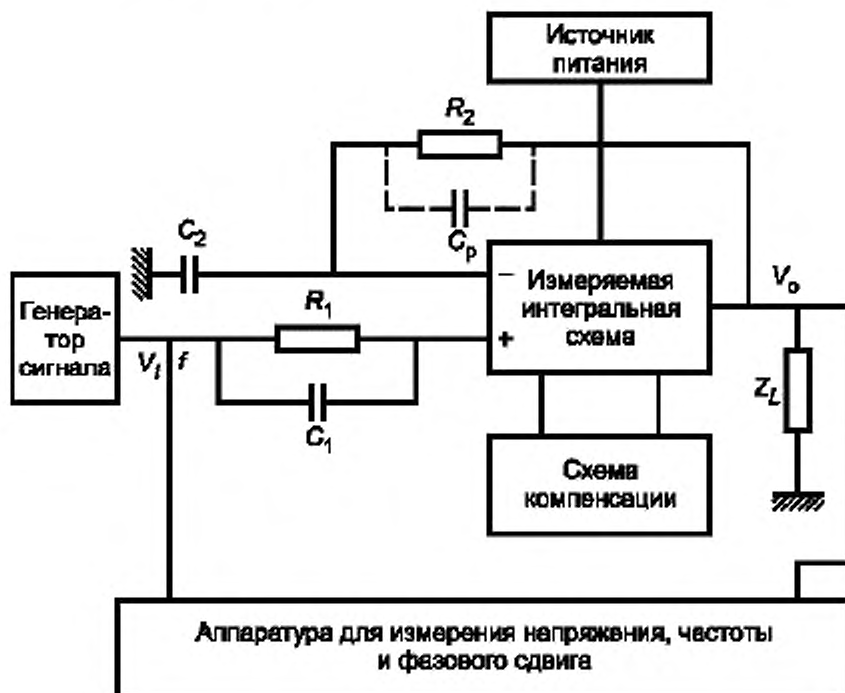 Источник
питания
R2
Cp
C2
Генера-
тор
сигнала
R1
Vi f
C1
−
+
Измеряемая
интегральная
схема
Vo
ZL
Схема
компенсации
Аппаратура для измерения напряжения, частоты
и фазового сдвига